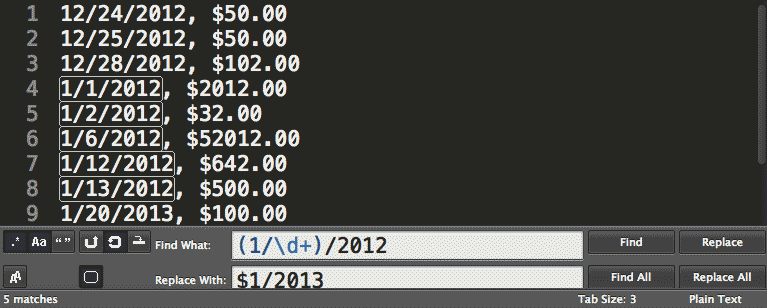 1 12/24/2012, $50.00
2 12/25/2012, $50.00
3 12/28/2012, $102.00
4 1/1/2012, $2012.00
5 1/2/2012, $32.00
6 1/6/2012, $52012.00
7 1/12/2012, $642.00
8 1/13/2012, $500.00
9 1/20/2013, $100.00
.* Aa “” Find What: (1/\d+)/2012 Find Replace
AA Replace With: $1/2013 Find All Replace All
5 matches Tab Size: 3 Plain Text